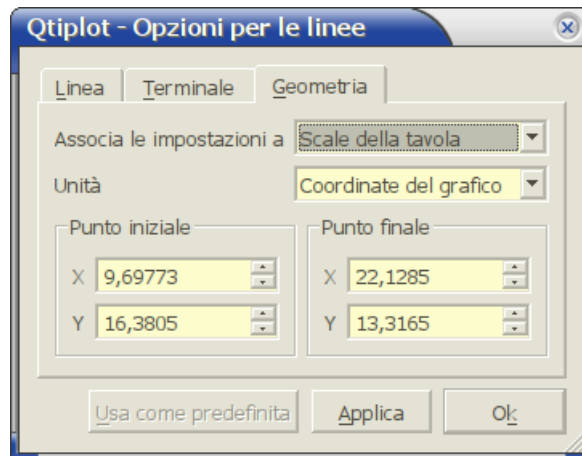 Qtiplot - Opzioni per le linee
Linea Terminale Geometria
Associa le impostazioni a Scale della tavola
Unità Coordinate del grafico
Punto iniziale Punto finale
X 9,69773 X 22,1285
Y 16,3805 Y 13,3165
Usa come predefinita Applica Ok